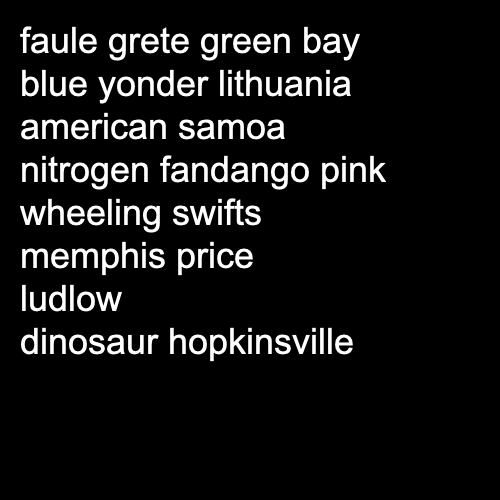 faule grete green bay
blue yonder lithuania
american samoa
nitrogen fandango pink
wheeling swifts
memphis price
ludlow
dinosaur hopkinsville